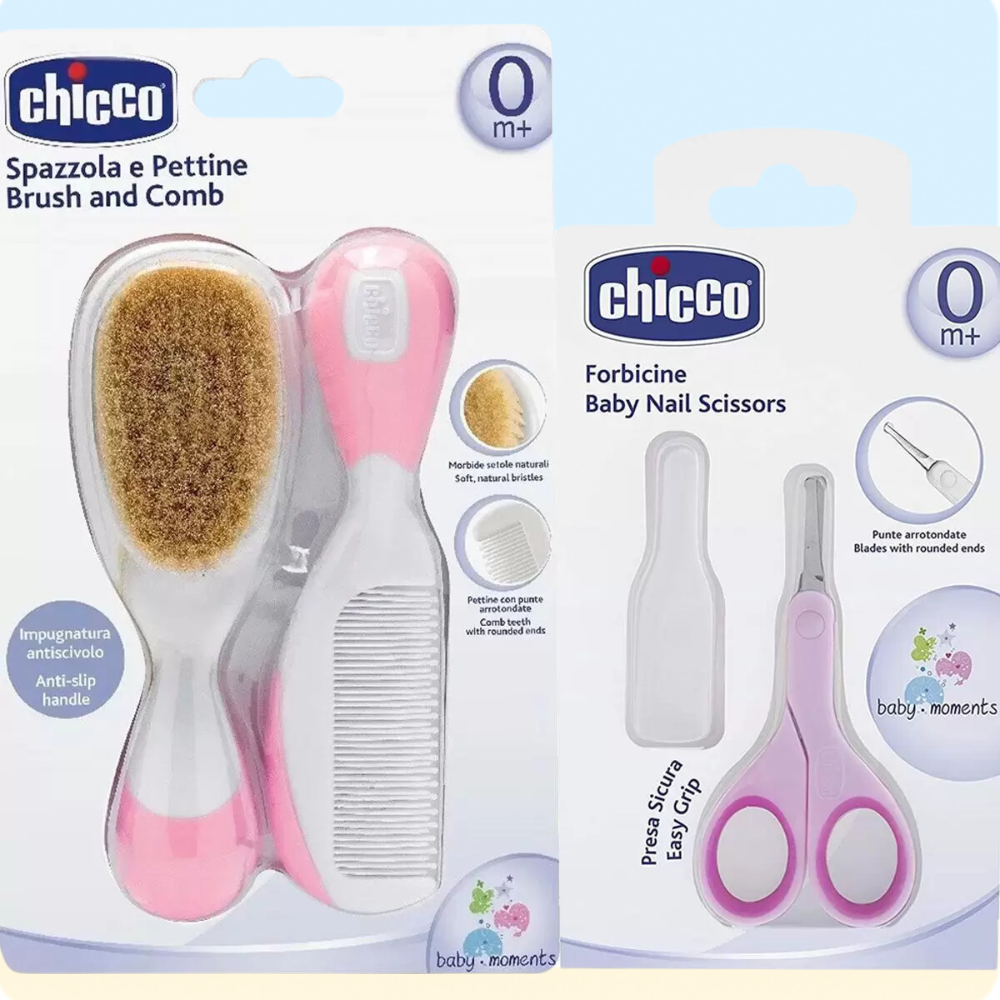 chicco
0
m+
Spazzola e Pettine
Brush and Comb
chicco
Morbide setole naturali
Soft, natural bristles
Pettine con punte
arrotondate
Comb teeth
with rounded ends
Impugnatura
antiscivolo
Anti-slip
handle
baby • moments
chicco
0
m+
Forbicine
Baby Nail Scissors
Punte arrotondate
Blades with rounded ends
baby • moments
Presa Sicura
Easy Grip